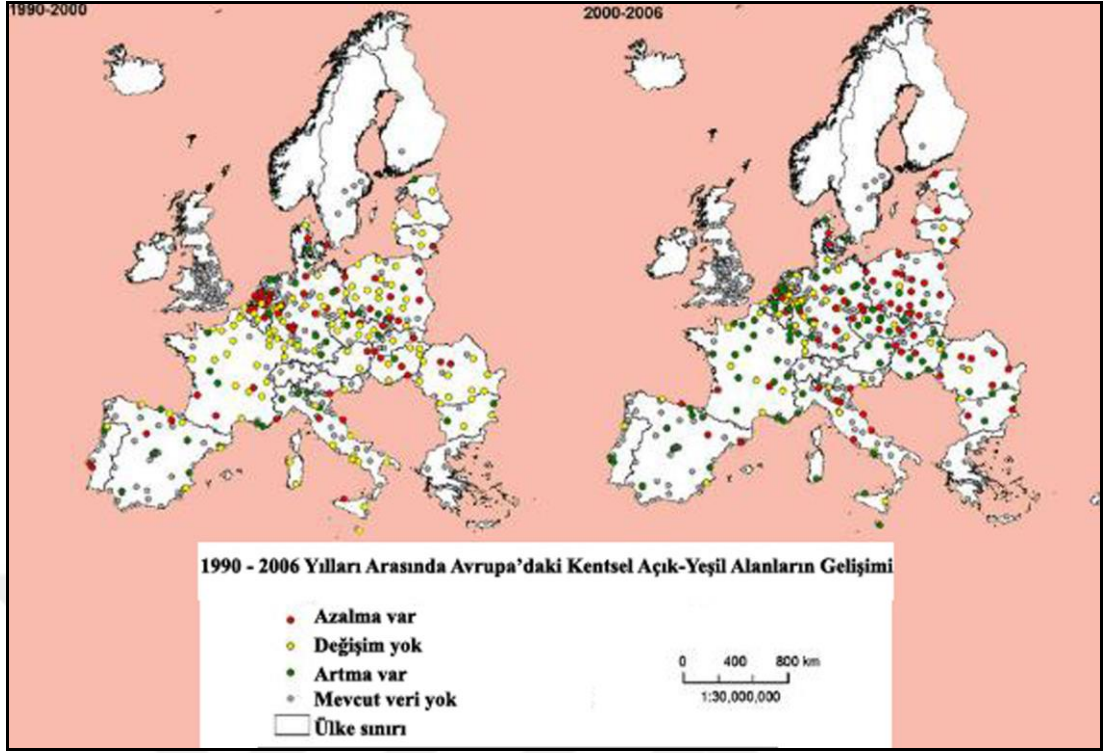 1990-2000
2000-2006
1990 - 2006 Yılları Arasında Avrupa'daki Kentsel Açık-Yeşil Alanların Gelişimi
Azalma var
Değişim yok
Artma var
Mevcut veri yok
Ülke sınırı
0 400 800 km
1:30,000,000